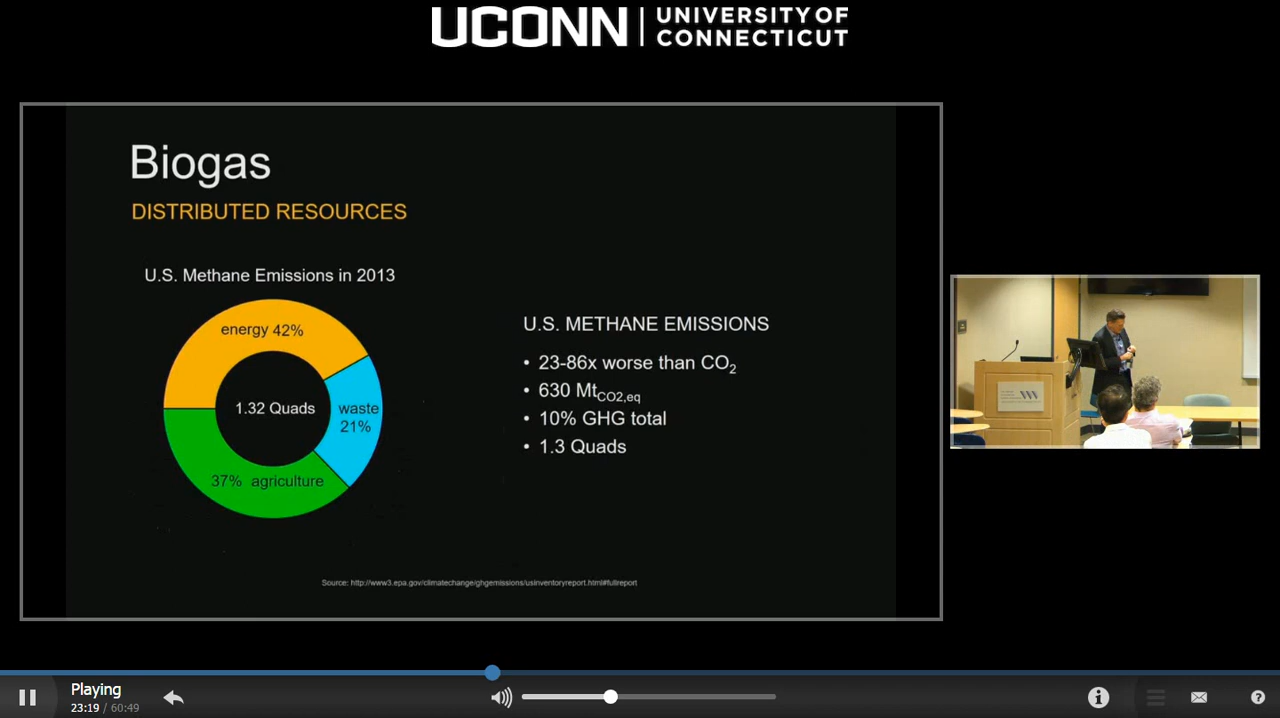 UCONN | UNIVERSITY OF
CONNECTICUT
Biogas
DISTRIBUTED RESOURCES
U.S. Methane Emissions in 2013
energy 42%
1.32 Quads
waste
21%
37% agriculture
U.S. METHANE EMISSIONS
• 23-86x worse than CO2
• 630 MtCO2,eq
• 10% GHG total
• 1.3 Quads
Source: http://www3.epa.gov/climatechange/ghgemissions/usinventoryreport.html#fullreport
Playing
23:19 / 60:49